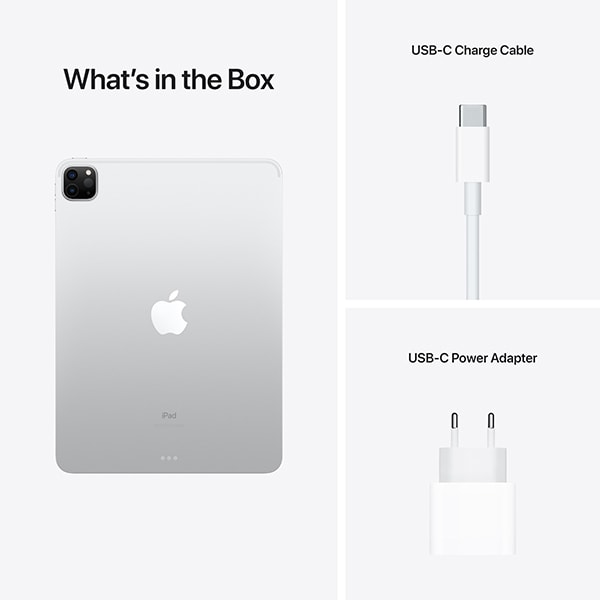 What's in the Box
iPad
USB-C Charge Cable
USB-C Power Adapter